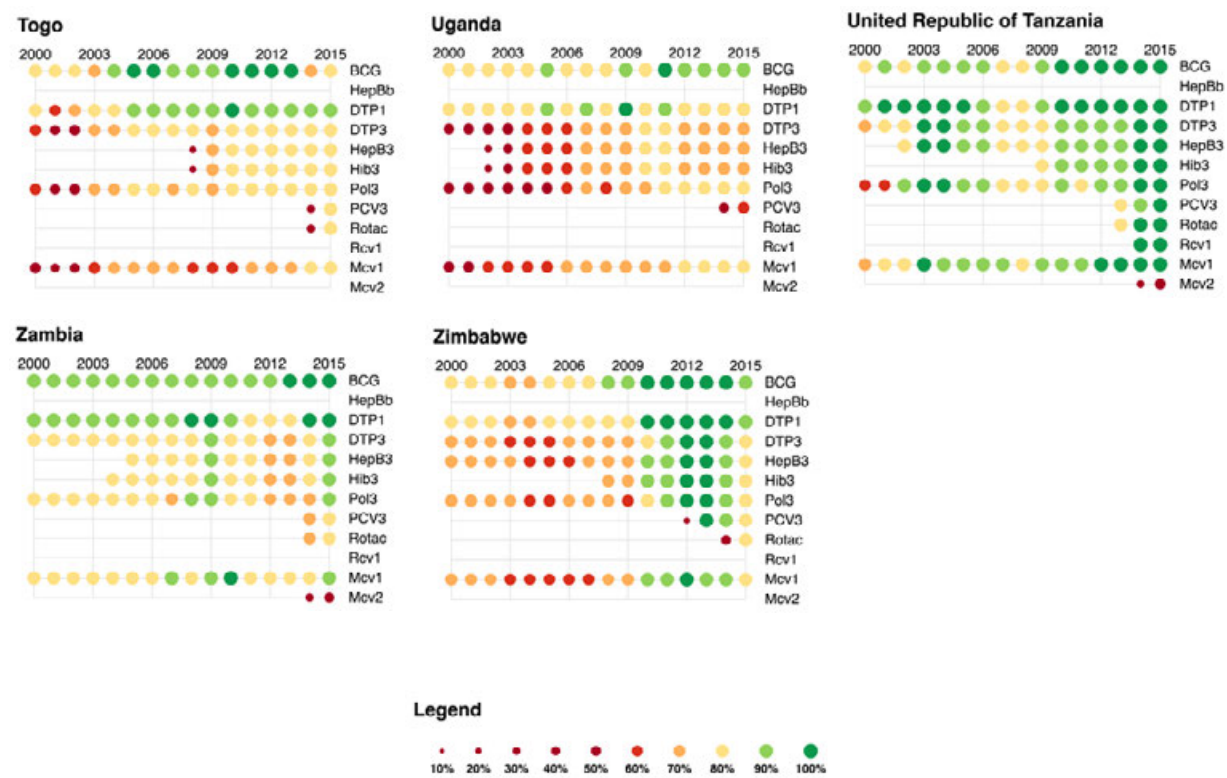 Togo
2000 2003 2006 2009 2012 2015
BCG
HepBb
DTP1
DTP3
HepB3
Hib3
Pol3
PCV3
Rotac
Rcv1
Mcv1
Mcv2
Uganda
2000 2003 2006 2009 2012 2015
BCG
HepBb
DTP1
DTP3
HepB3
Hib3
Pol3
PCV3
Rotac
Rcv1
Mcv1
Mcv2
United Republic of Tanzania
2000 2003 2006 2009 2012 2015
BCG
HepBb
DTP1
DTP3
HepB3
Hib3
Pol3
PCV3
Rotac
Rcv1
Mcv1
Mcv2
Zambia
2000 2003 2006 2009 2012 2015
BCG
HepBb
DTP1
DTP3
HepB3
Hib3
Pol3
PCV3
Rotac
Rcv1
Mcv1
Mcv2
Zimbabwe
2000 2003 2006 2009 2012 2015
BCG
HepBb
DTP1
DTP3
HepB3
Hib3
Pol3
PCV3
Rotac
Rcv1
Mcv1
Mcv2
Legend
10% 20% 30% 40% 50% 60% 70% 80% 90% 100%